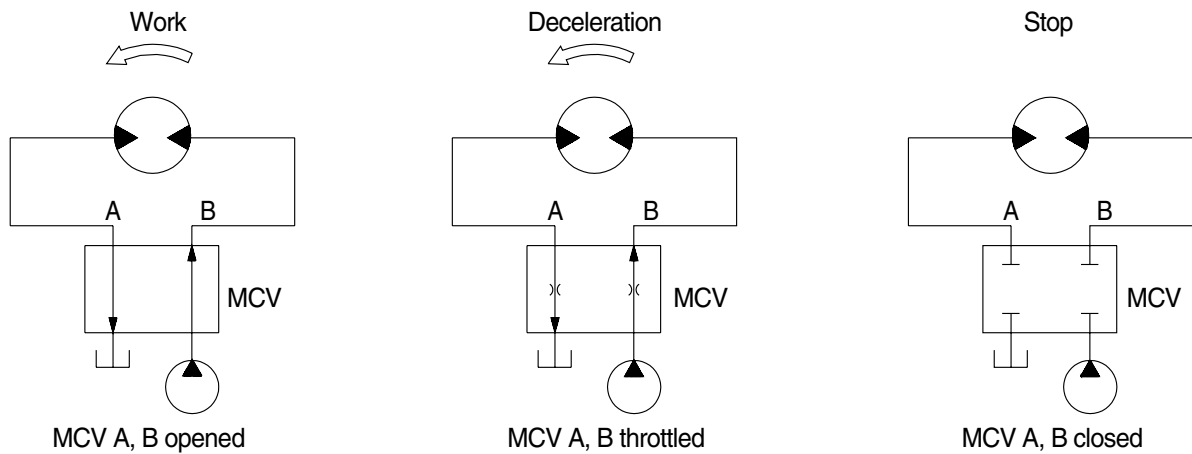 Work
A
B
MCV
MCV A, B opened
Deceleration
A
B
MCV
MCV A, B throttled
Stop
A
B
MCV
MCV A, B closed